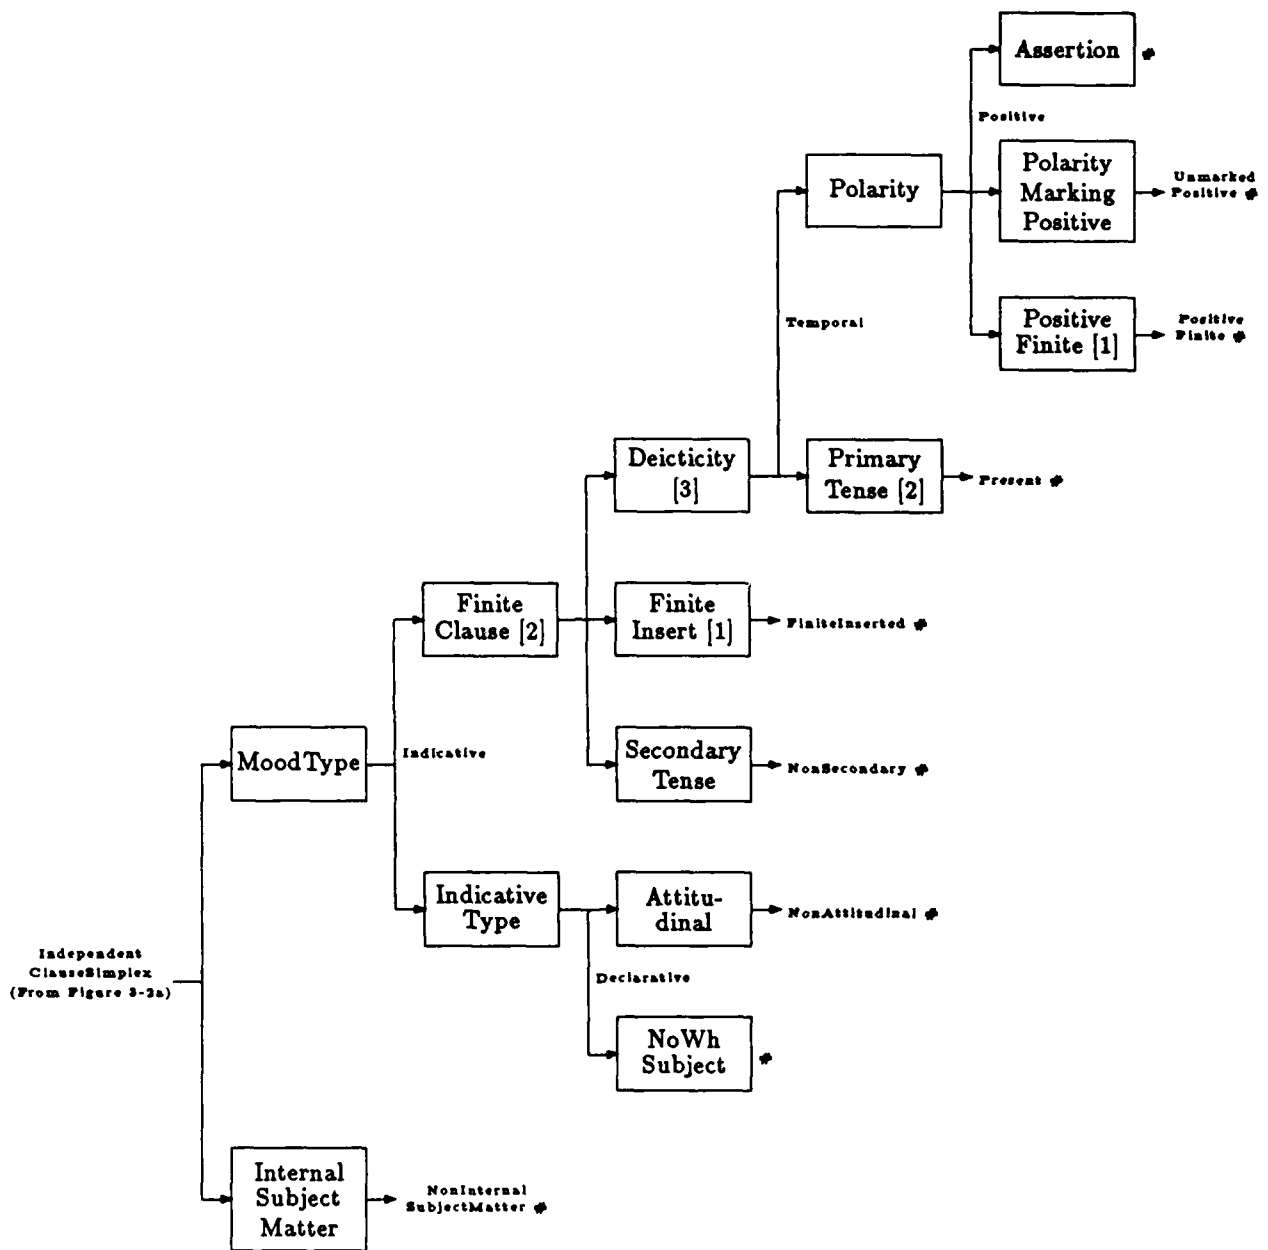 Assertion #
Positive
Polarity
Marking
Positive
Unmarked
Positive #
Polarity
Temporal
Positive
Finite [1]
Positive
Finite #
Deicticity
[3]
Primary
Tense [2]
Present #
Finite
Clause [2]
Finite
Insert [1]
FiniteInserted #
MoodType
Indicative
Secondary
Tense
NonSecondary #
Indicative
Type
Attitu-
dinal
NonAttitudinal #
Declarative
Independent
ClauseSimplex
(From Figure 3-2a)
NoWh
Subject #
Internal
Subject
Matter
NonInternal
SubjectMatter #